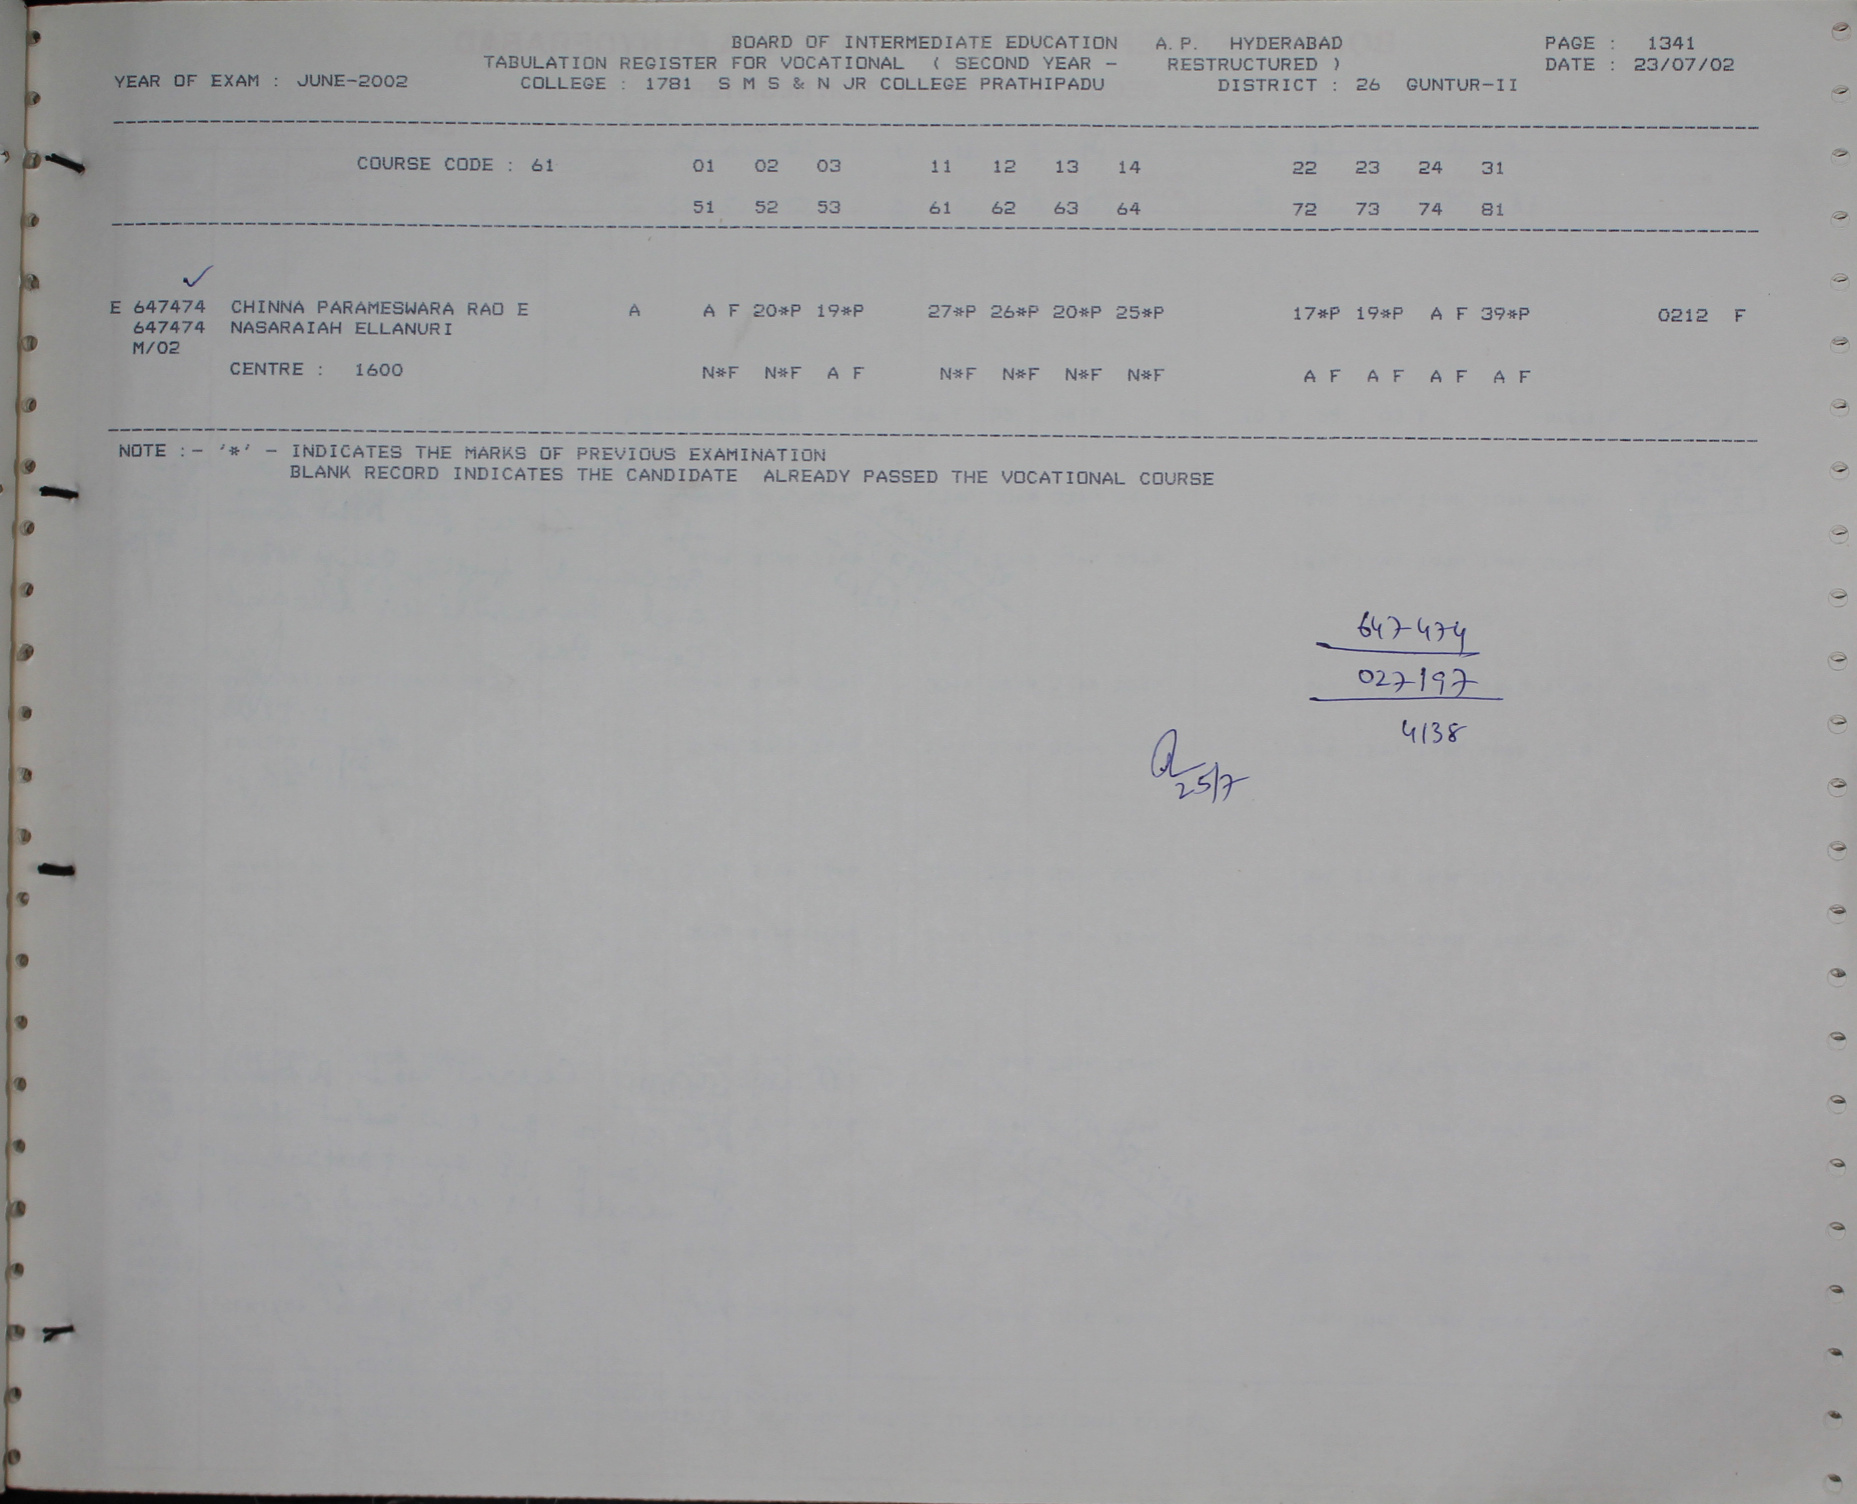 BOARD OF INTERMEDIATE EDUCATION A.P. HYDERABAD PAGE : 1341
TABULATION REGISTER FOR VOCATIONAL ( SECOND YEAR - RESTRUCTURED ) DATE : 23/07/02
YEAR OF EXAM : JUNE-2002 COLLEGE : 1781 S M S & N JR COLLEGE PRATHIPADU DISTRICT : 26 GUNTUR-II
COURSE CODE : 61 01 02 03 11 12 13 14 22 23 24 31
51 52 53 61 62 63 64 72 73 74 81
E 647474 CHINNA PARAMESWARA RAO E A A F 20*P 19*P 27*P 26*P 20*P 25*P 17*P 19*P A F 39*P 0212 F
647474 NASARAIAH ELLANURI
M/02
CENTRE : 1600 N*F N*F A F N*F N*F N*F N*F A F A F A F A F
NOTE :- '*' - INDICATES THE MARKS OF PREVIOUS EXAMINATION
BLANK RECORD INDICATES THE CANDIDATE ALREADY PASSED THE VOCATIONAL COURSE
647474
027197
4138
25/7